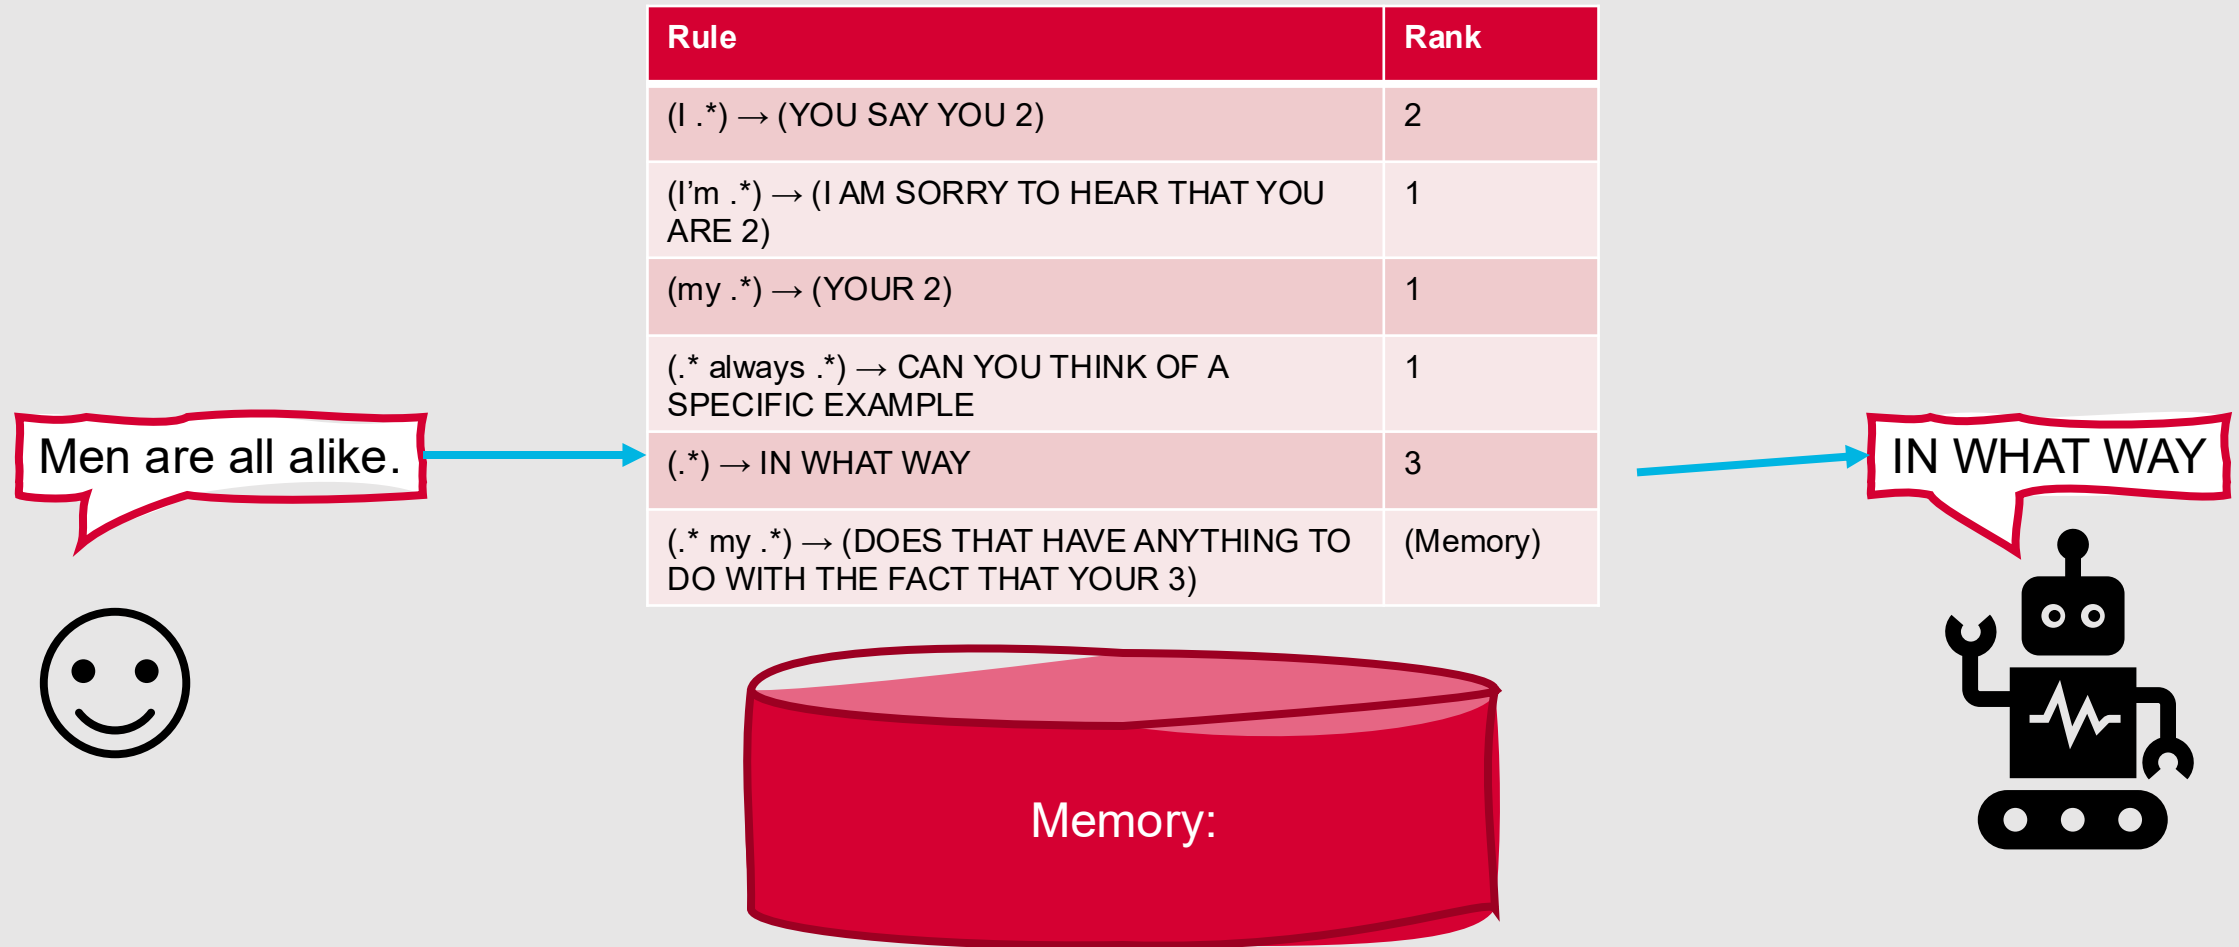 Rule
Rank
(I .*) → (YOU SAY YOU 2)
2
(I’m .*) → (I AM SORRY TO HEAR THAT YOU
ARE 2)
1
(my .*) → (YOUR 2)
1
(.* always .*) → CAN YOU THINK OF A
SPECIFIC EXAMPLE
1
Men are all alike.
(.*) → IN WHAT WAY
3
IN WHAT WAY
(.* my .*) → (DOES THAT HAVE ANYTHING TO
DO WITH THE FACT THAT YOUR 3)
(Memory)
Memory: